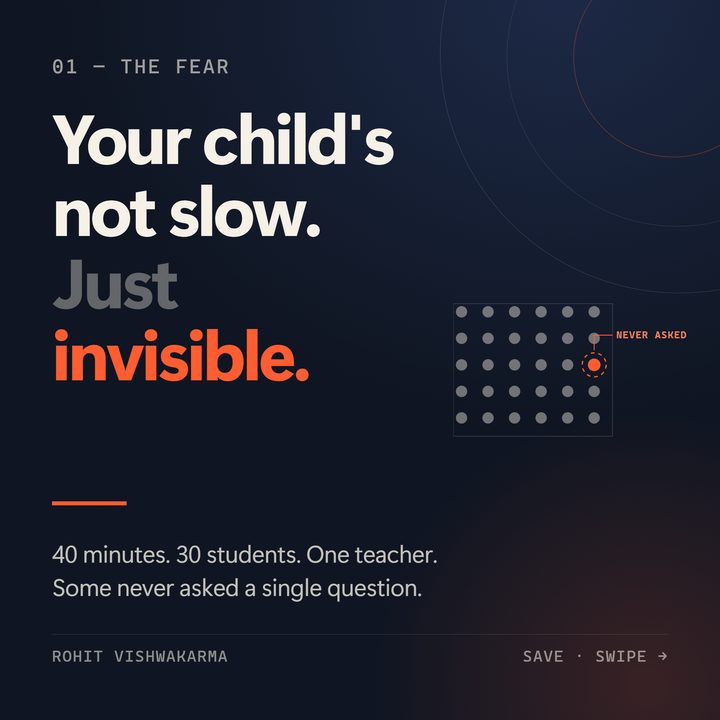 01 — THE FEAR
Your child's
not slow.
Just
invisible.
NEVER ASKED
40 minutes. 30 students. One teacher.
Some never asked a single question.
ROHIT VISHWAKARMA
SAVE · SWIPE →